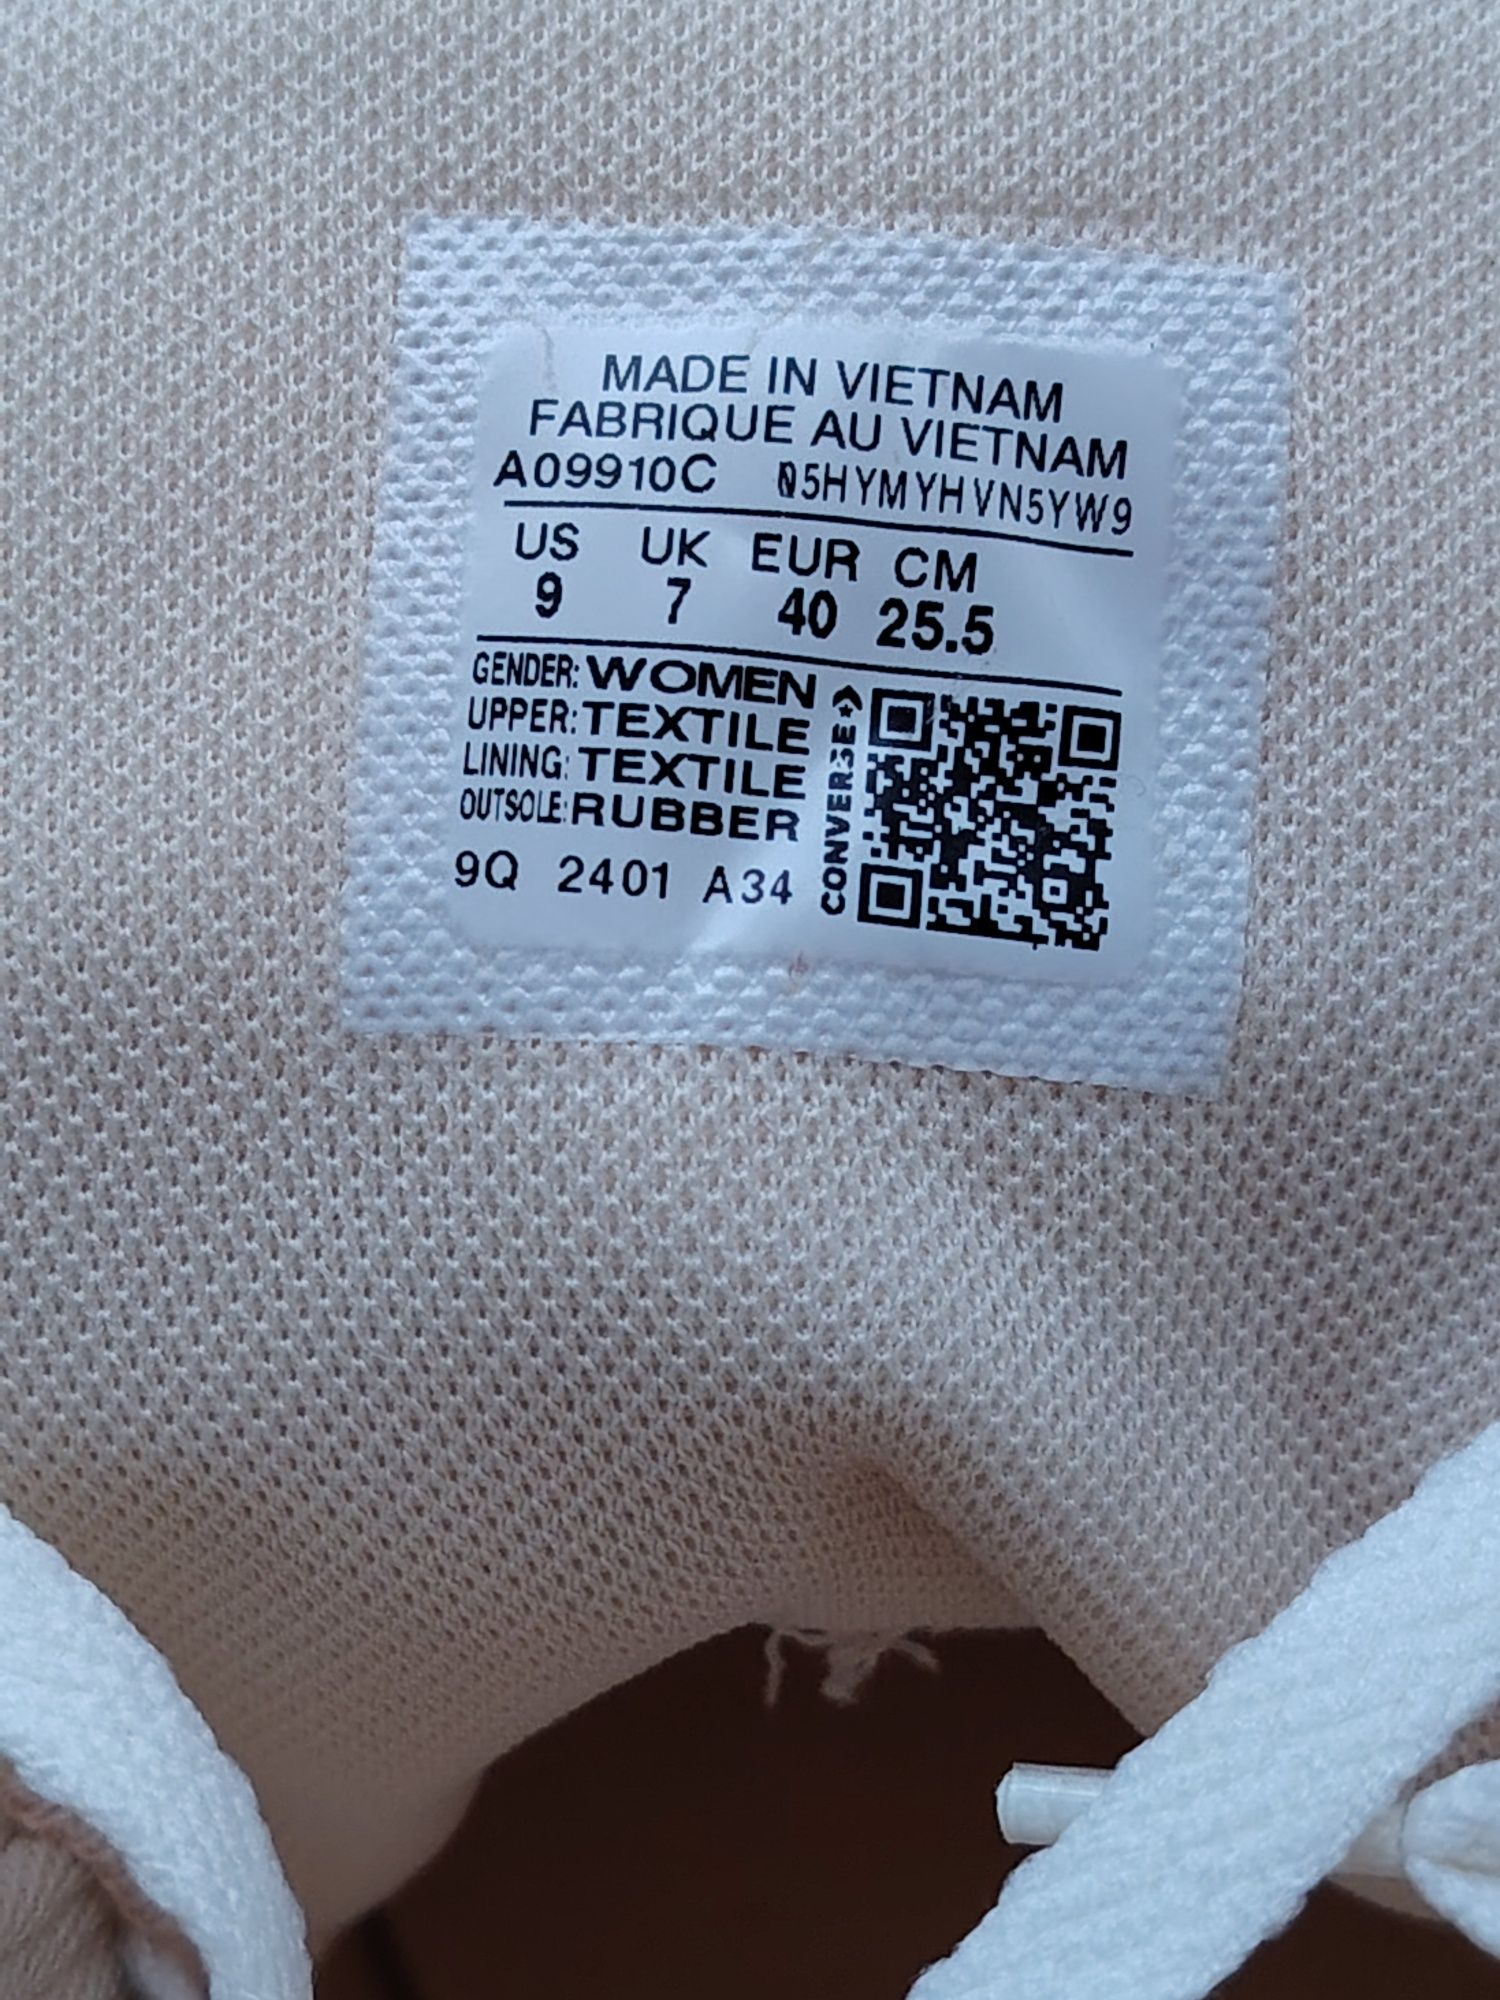 MADE IN VIETNAM
FABRIQUE AU VIETNAM
A09910C 05HYMYHVN5YW9
US UK EUR CM
9 7 40 25.5
GENDER: WOMEN
UPPER: TEXTILE
LINING: TEXTILE
OUTSOLE: RUBBER
9Q 2401 A34
CONVERSE